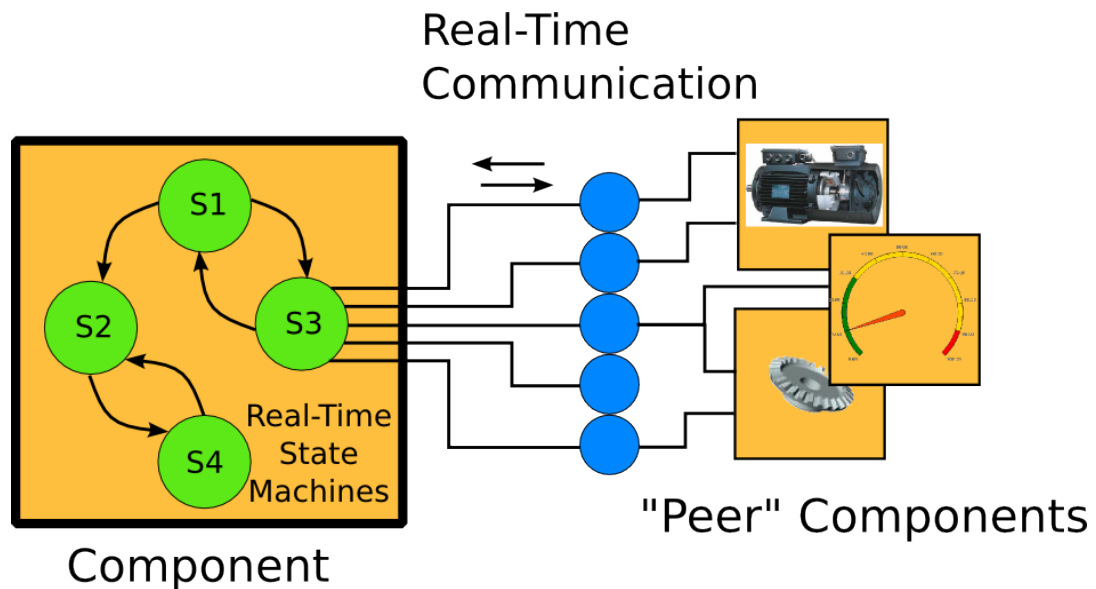 Real-Time
Communication
S1
S2
S3
S4
Real-Time
State
Machines
"Peer" Components
Component